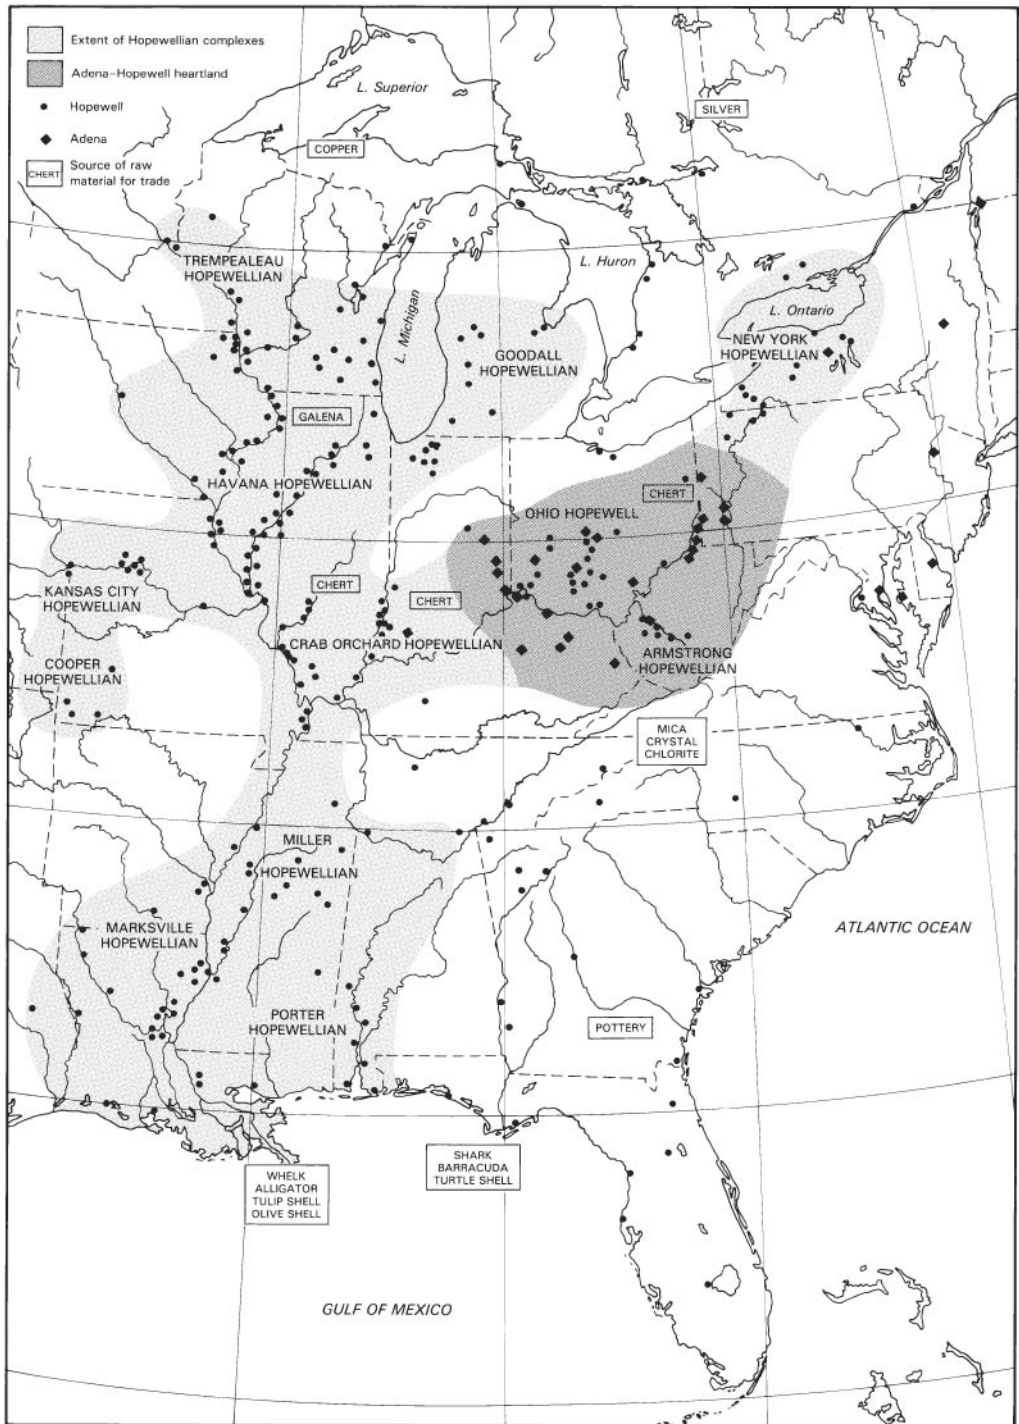 Extent of Hopewellian complexes
Adena–Hopewell heartland
Hopewell
Adena
CHERT
Source of raw
material for trade
L. Superior
SILVER
COPPER
TREMPEALEAU
HOPEWELLIAN
L. Huron
L. Michigan
L. Ontario
NEW YORK
HOPEWELLIAN
GOODALL
HOPEWELLIAN
GALENA
HAVANA HOPEWELLIAN
CHERT
OHIO HOPEWELL
KANSAS CITY
HOPEWELLIAN
CHERT
CHERT
CRAB ORCHARD HOPEWELLIAN
ARMSTRONG
HOPEWELLIAN
COOPER
HOPEWELLIAN
MICA
CRYSTAL
CHLORITE
MILLER
HOPEWELLIAN
MARKSVILLE
HOPEWELLIAN
ATLANTIC OCEAN
PORTER
HOPEWELLIAN
POTTERY
SHARK
BARRACUDA
TURTLE SHELL
WHELK
ALLIGATOR
TULIP SHELL
OLIVE SHELL
GULF OF MEXICO